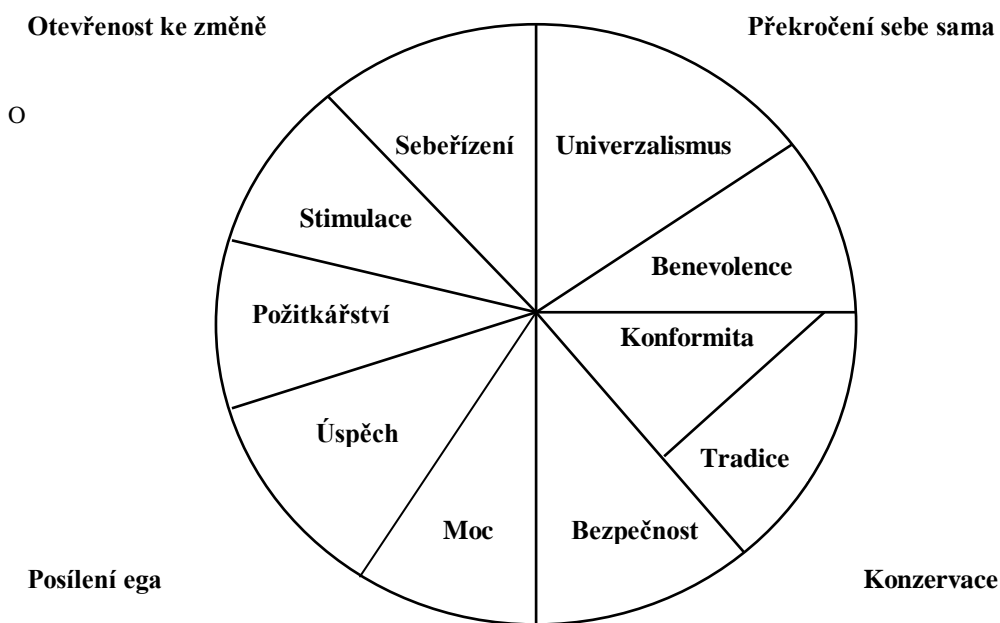 Otevřenost ke změně
Překročení sebe sama
O
Sebeřízení
Univerzalismus
Stimulace
Benevolence
Požitkářství
Konformita
Úspěch
Tradice
Moc
Bezpečnost
Posílení ega
Konzervace